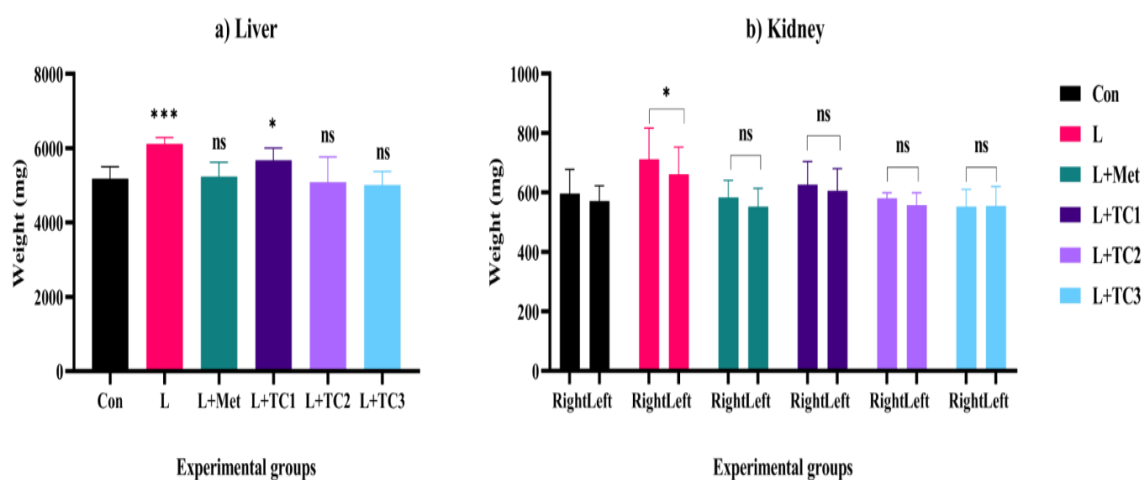 a) Liver
8000
6000
4000
2000
0
Weight (mg)
***
ns
*
ns
ns
Con L L+Met L+TC1 L+TC2 L+TC3
Experimental groups
b) Kidney
1000
800
600
400
200
0
Weight (mg)
*
ns
ns
ns
ns
RightLeft RightLeft RightLeft RightLeft RightLeft RightLeft
Experimental groups
Con
L
L+Met
L+TC1
L+TC2
L+TC3